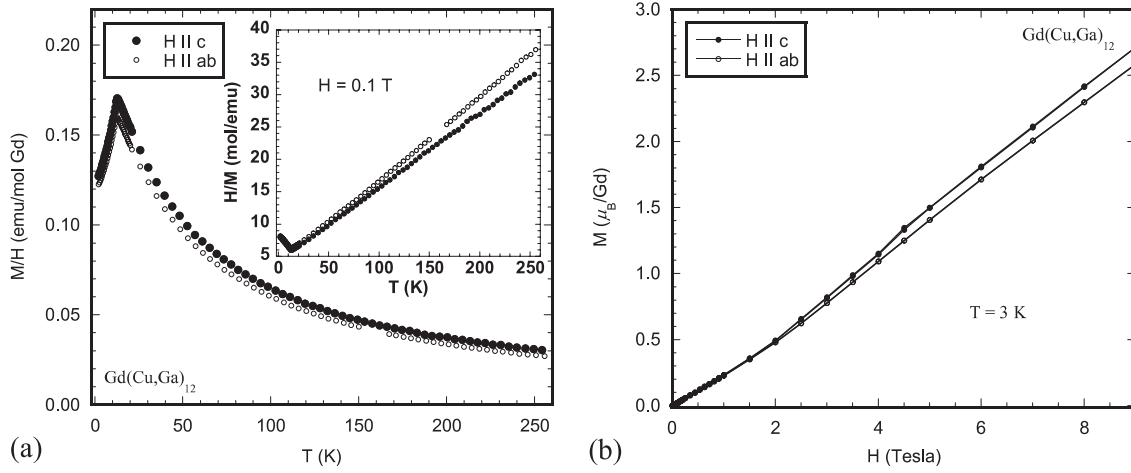 0.20
0.15
0.10
0.05
0.00
M/H (emu/mol Gd)
H II c
H II ab
40
35
30
25
20
15
10
5
H/M (mol/emu)
H = 0.1 T
0 50 100 150 200 250
T (K)
Gd(Cu,Ga)12
0 50 100 150 200 250
T (K)
(a)
3.0
2.5
2.0
1.5
1.0
0.5
0.0
M (μB/Gd)
H II c
H II ab
Gd(Cu,Ga)12
T = 3 K
0 2 4 6 8
H (Tesla)
(b)